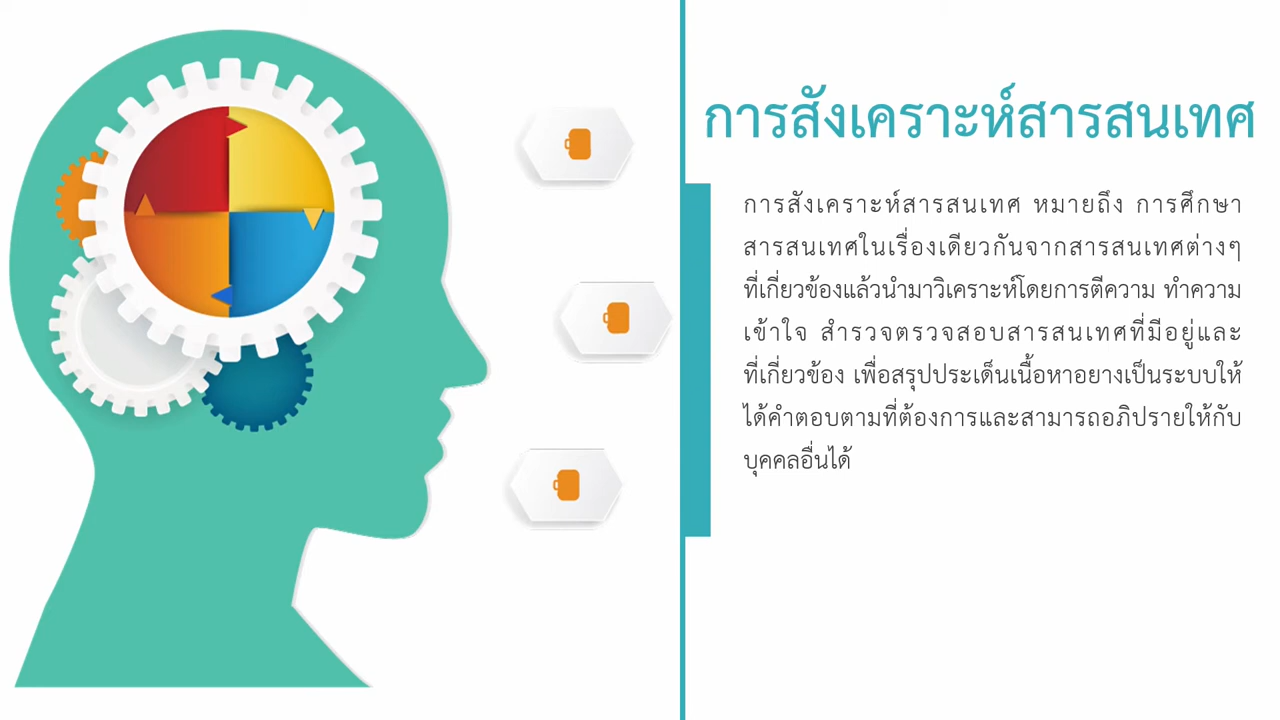 การสังเคราะห์สารสนเทศ
การสังเคราะห์สารสนเทศ หมายถึง การศึกษา
สารสนเทศในเรื่องเดียวกันจากสารสนเทศต่างๆ
ที่เกี่ยวข้องแล้วนำมาวิเคราะห์โดยการตีความ ทำความ
เข้าใจ สำรวจตรวจสอบสารสนเทศที่มีอยู่และ
ที่เกี่ยวข้อง เพื่อสรุปประเด็นเนื้อหาอยางเป็นระบบให้
ได้คำตอบตามที่ต้องการและสามารถอภิปรายให้กับ
บุคคลอื่นได้